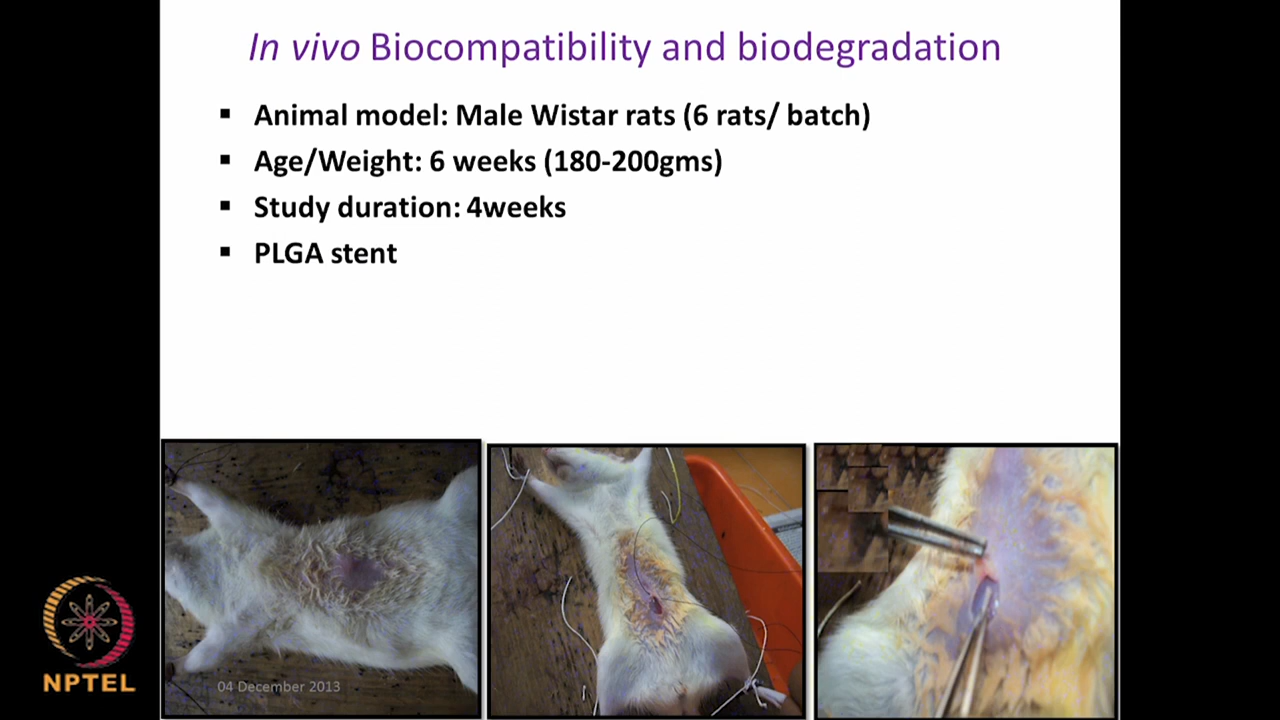 In vivo Biocompatibility and biodegradation
▪ Animal model: Male Wistar rats (6 rats/ batch)
▪ Age/Weight: 6 weeks (180-200gms)
▪ Study duration: 4weeks
▪ PLGA stent
04 December 2013
NPTEL